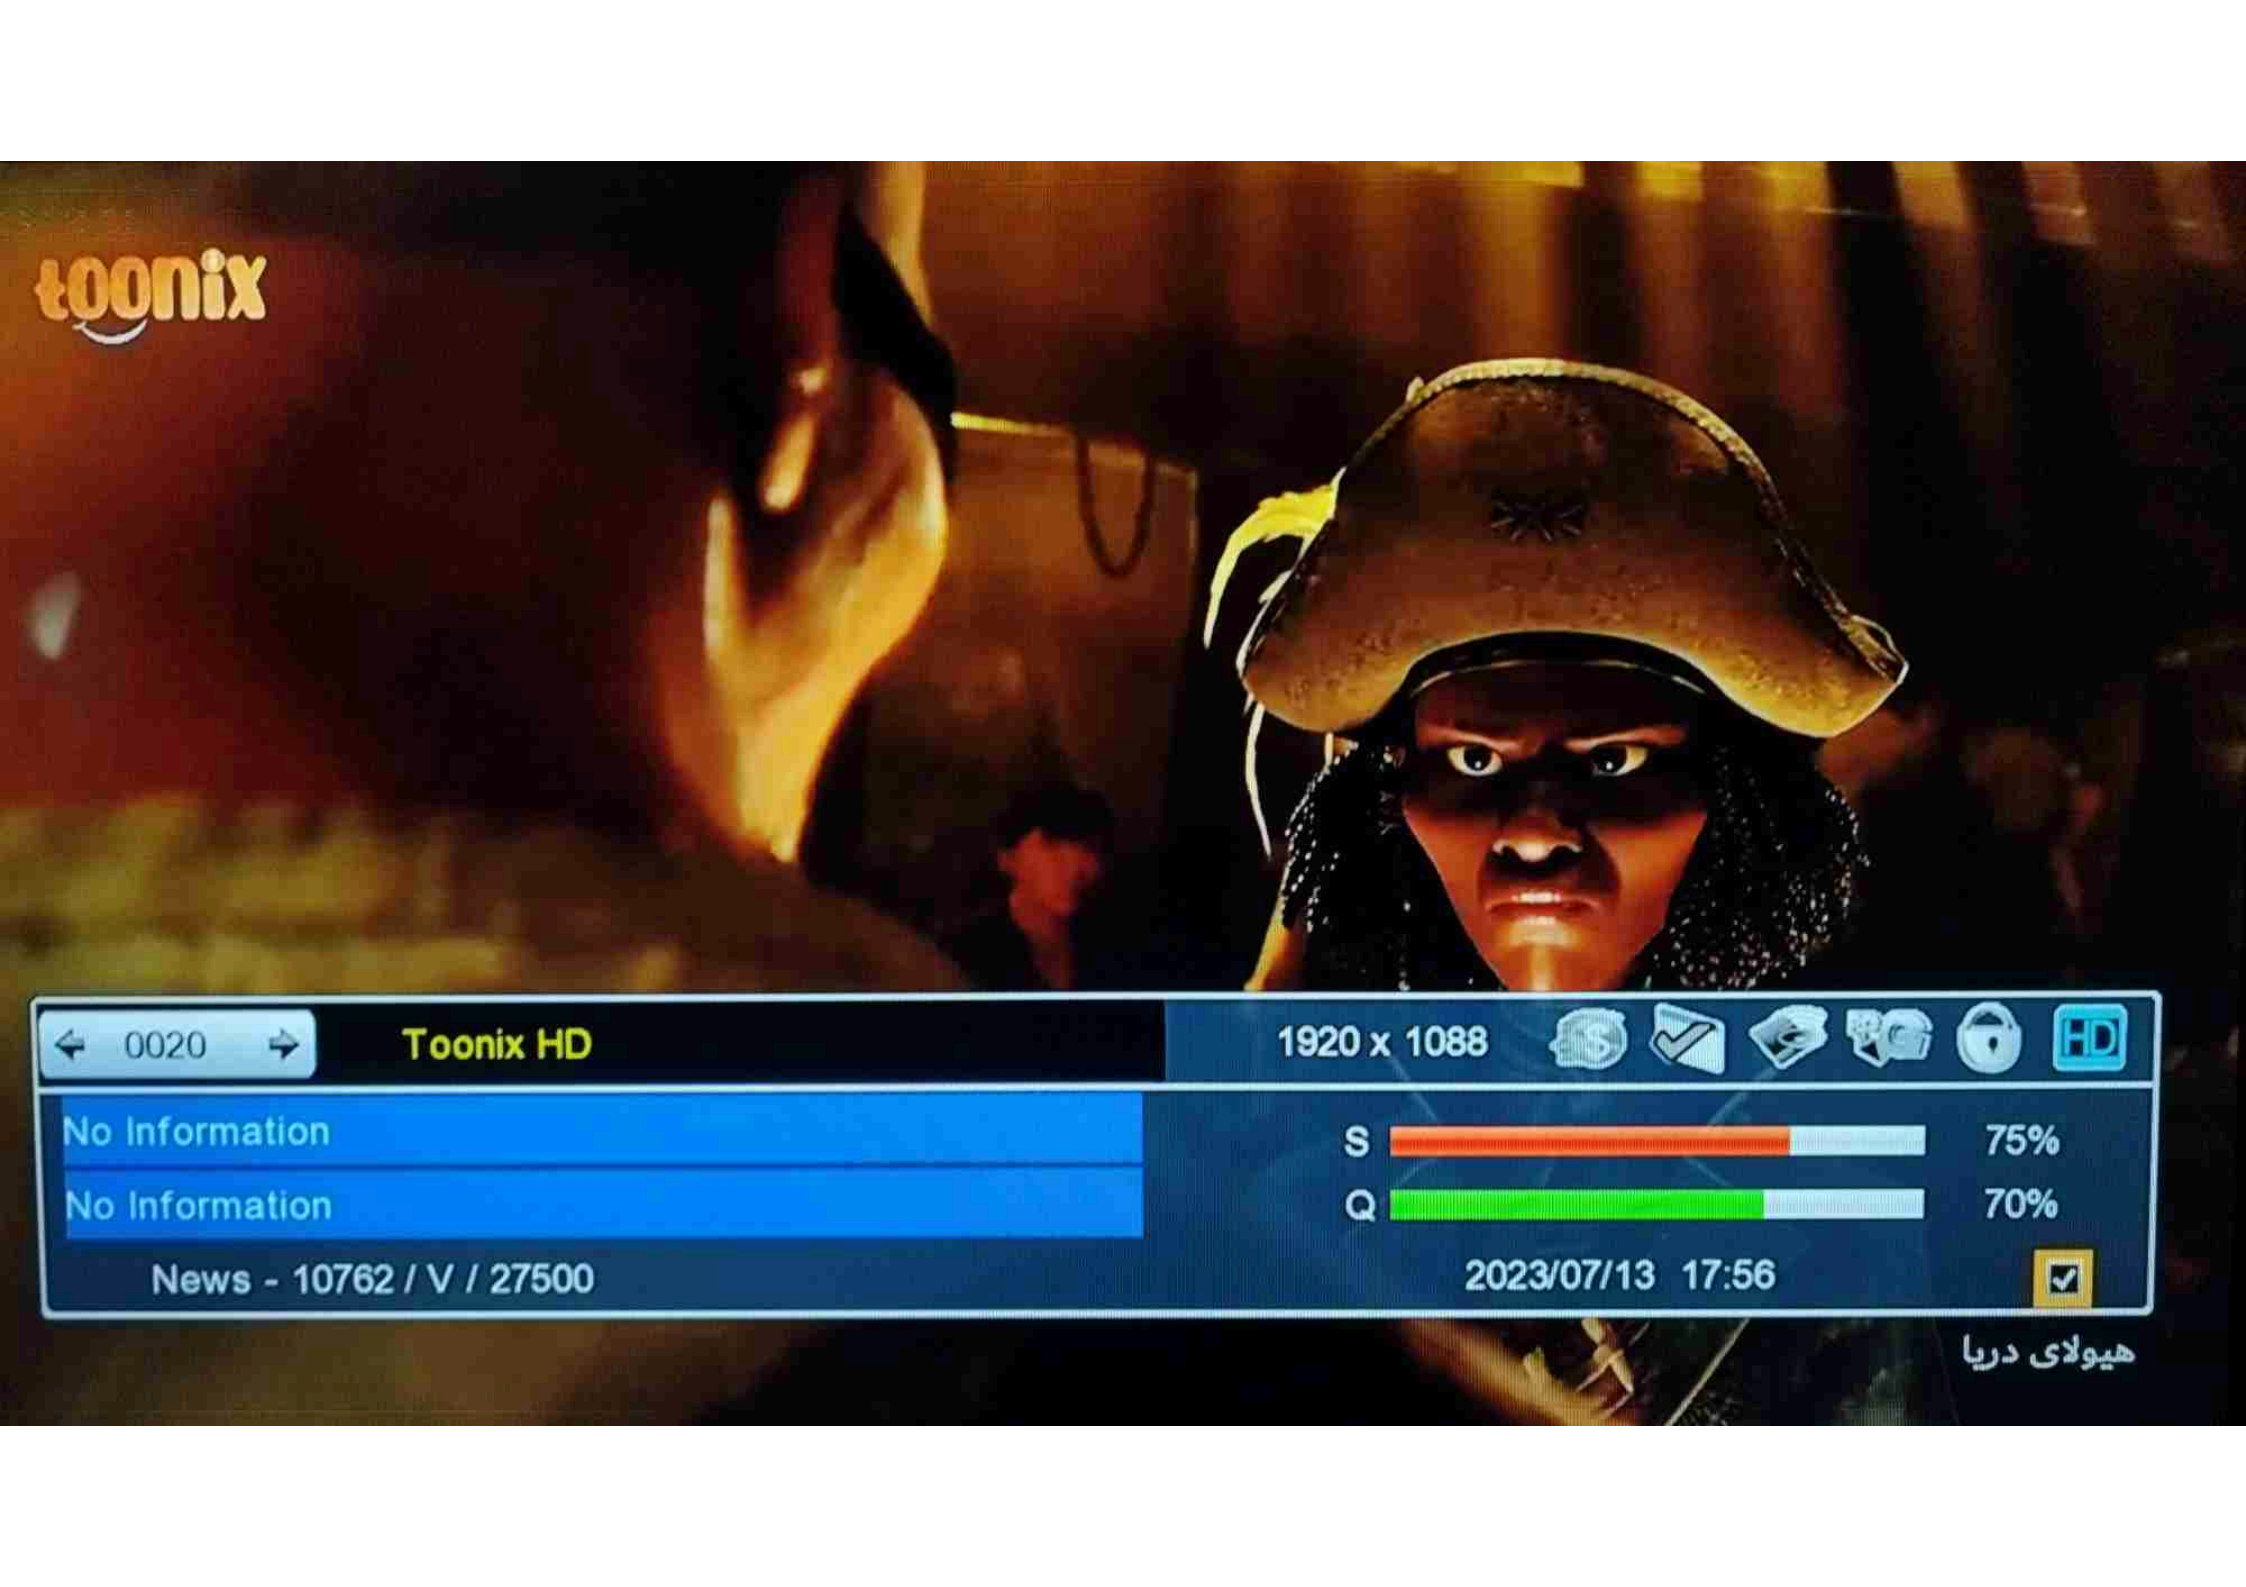 toonix
0020 Toonix HD 1920 x 1088 HD
No Information
S 75%
No Information
Q 70%
News - 10762 / V / 27500 2023/07/13 17:56
هیولای دریا